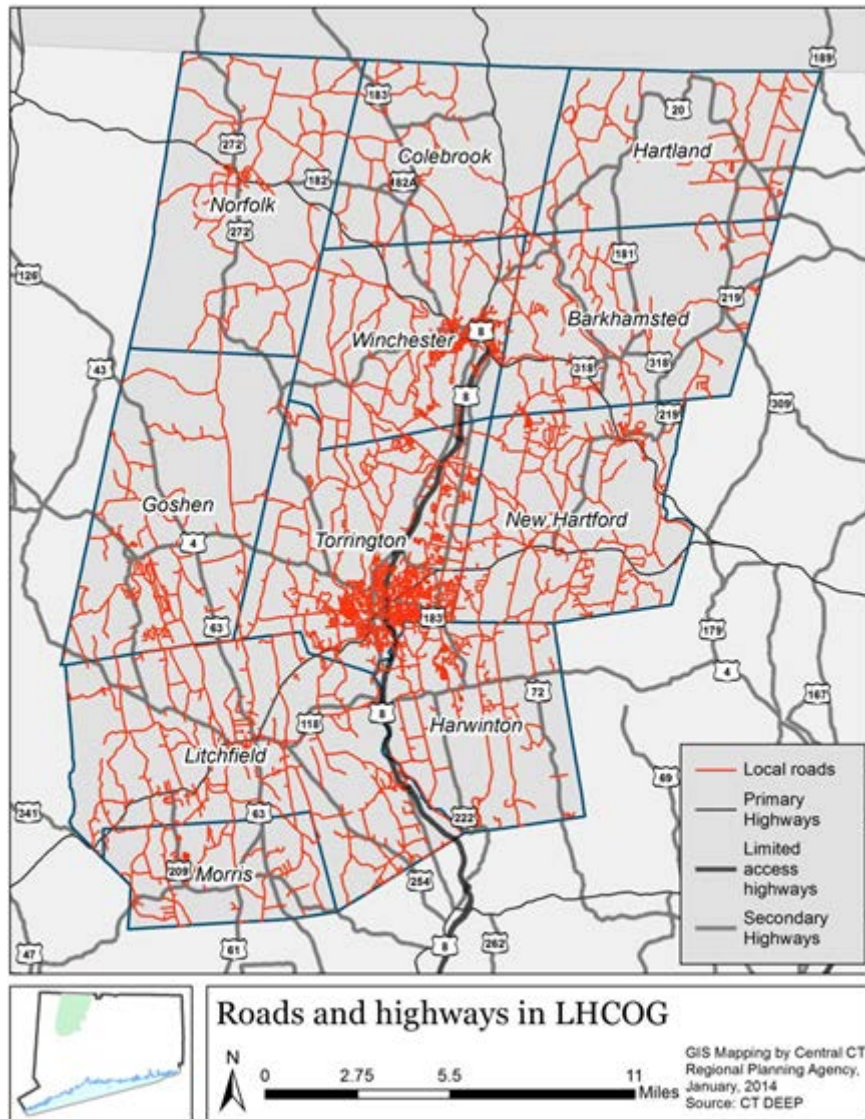 189
183
20
272
Colebrook
Hartland
182
182A
Norfolk
272
181
126
219
Barkhamsted
8
Winchester
43
318
318
8
219
309
Goshen
New Hartford
Torrington
4
183
63
179
4
72
167
118
8
Harwinton
Litchfield
69
341
63
222
209
Morris
254
47
61
8
262
Local roads
Primary
Highways
Limited
access
highways
Secondary
Highways
Roads and highways in LHCOG
N
0 2.75 5.5 11
Miles
GIS Mapping by Central CT
Regional Planning Agency,
January, 2014
Source: CT DEEP